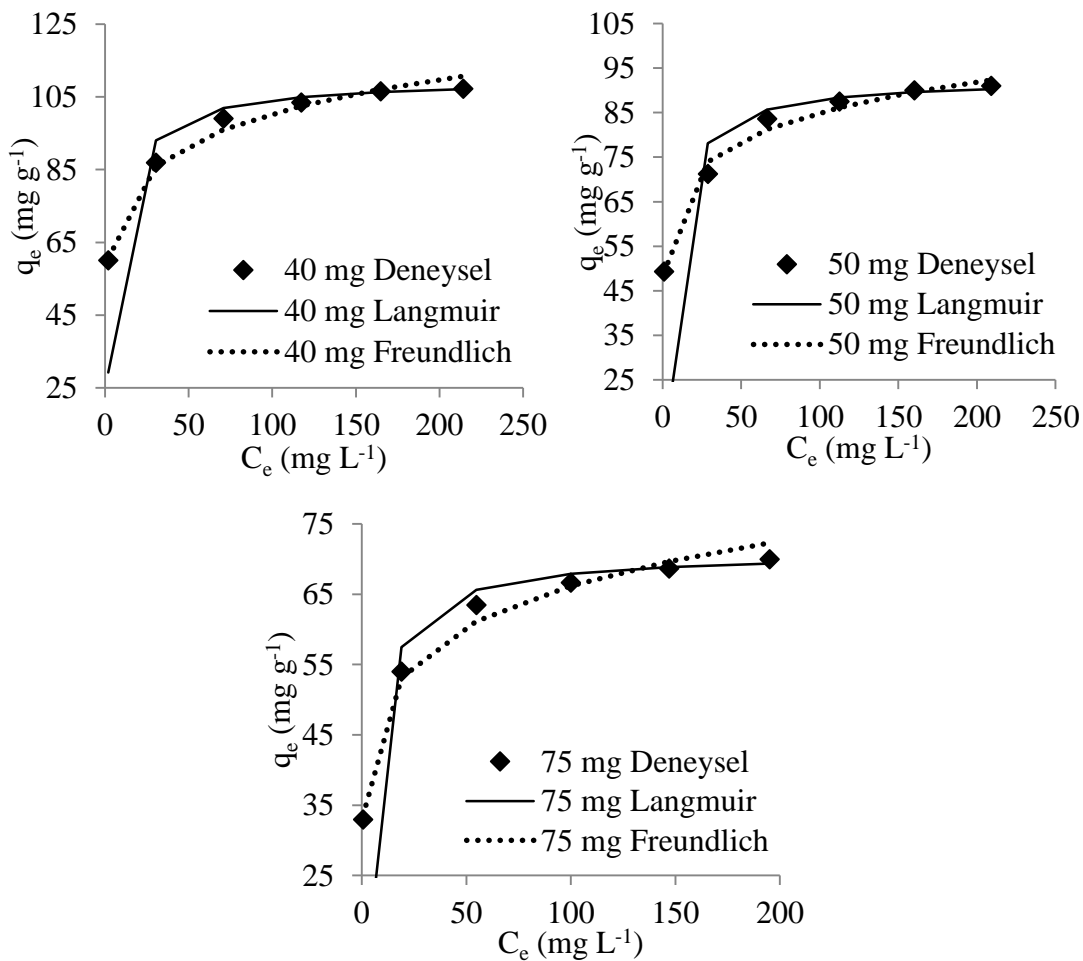 125
105
85
65
45
25
q_e (mg g⁻¹)
40 mg Deneysel
40 mg Langmuir
40 mg Freundlich
0 50 100 150 200 250
C_e (mg L⁻¹)
105
95
85
75
65
55
45
35
25
q_e (mg g⁻¹)
50 mg Deneysel
50 mg Langmuir
50 mg Freundlich
0 50 100 150 200 250
C_e (mg L⁻¹)
75
65
55
45
35
25
q_e (mg g⁻¹)
75 mg Deneysel
75 mg Langmuir
75 mg Freundlich
0 50 100 150 200
C_e (mg L⁻¹)